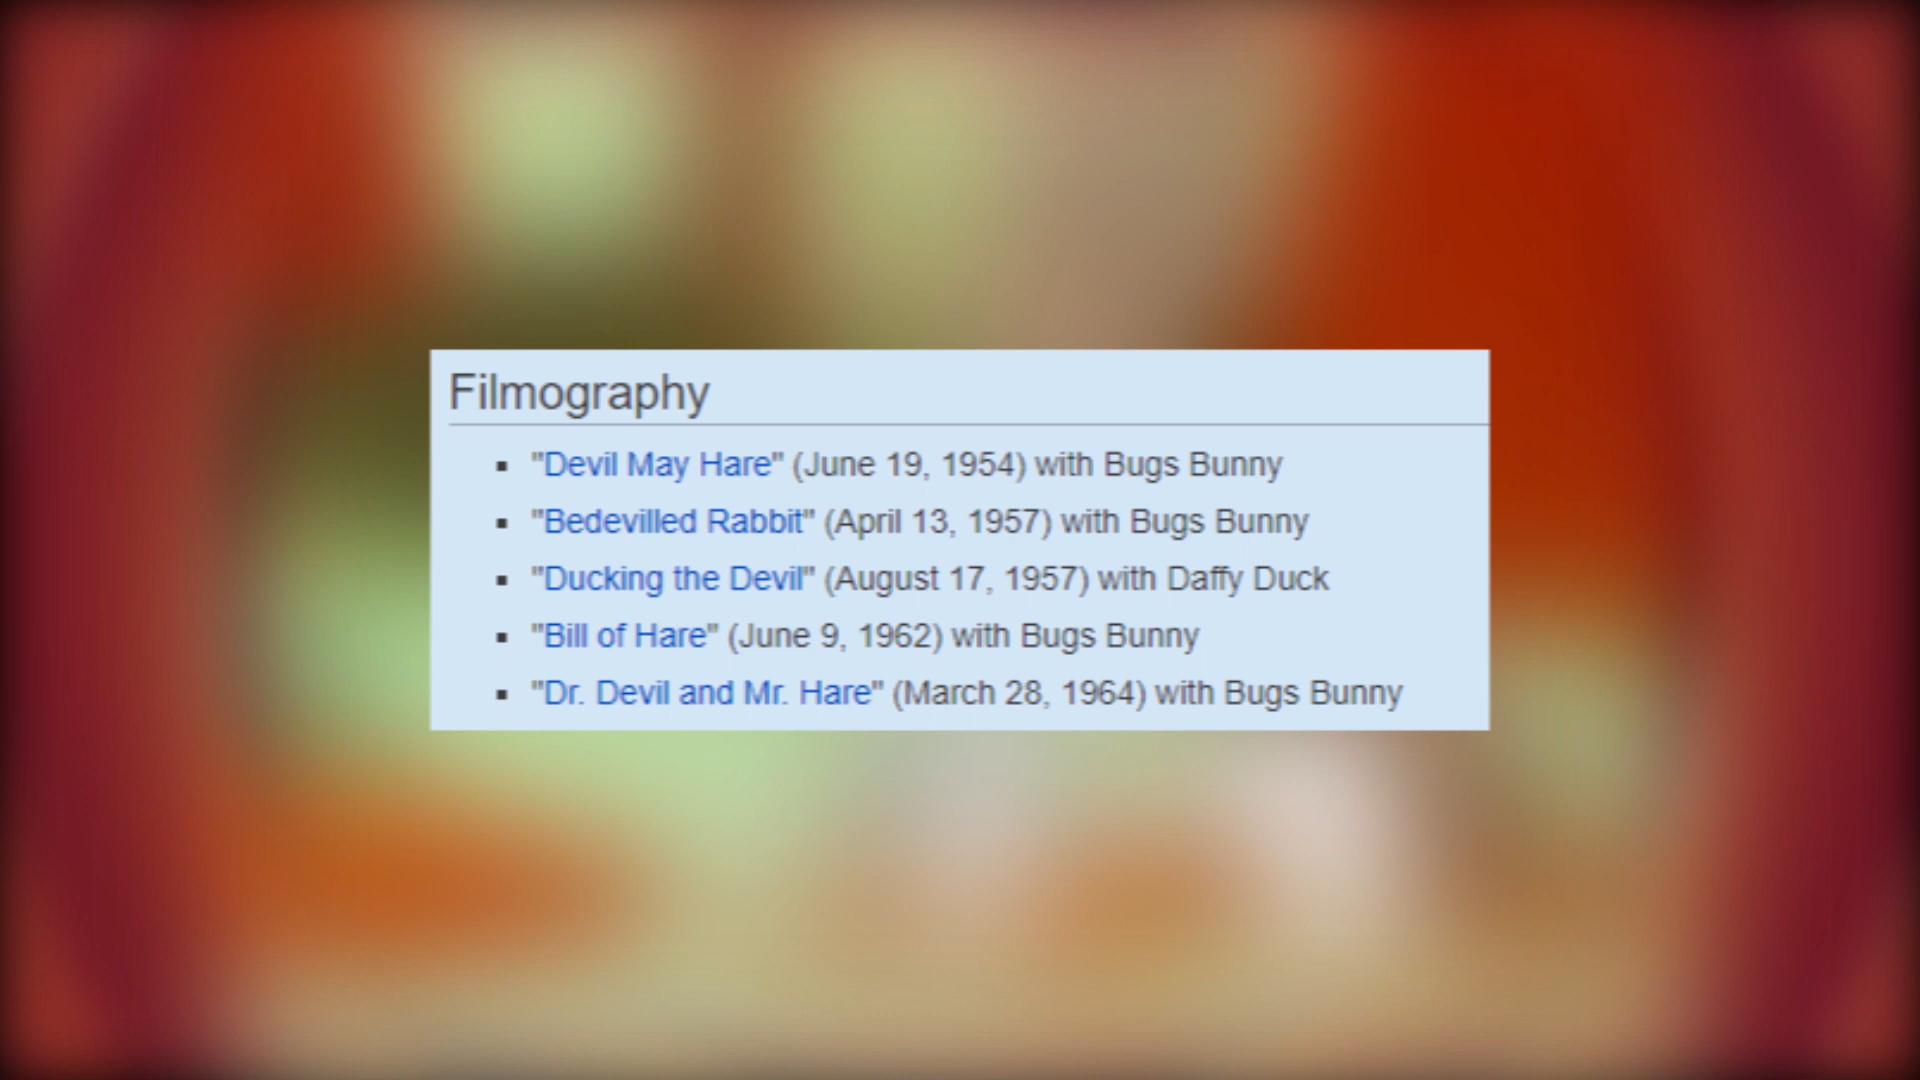 Filmography
▪ "Devil May Hare" (June 19, 1954) with Bugs Bunny
▪ "Bedevilled Rabbit" (April 13, 1957) with Bugs Bunny
▪ "Ducking the Devil" (August 17, 1957) with Daffy Duck
▪ "Bill of Hare" (June 9, 1962) with Bugs Bunny
▪ "Dr. Devil and Mr. Hare" (March 28, 1964) with Bugs Bunny